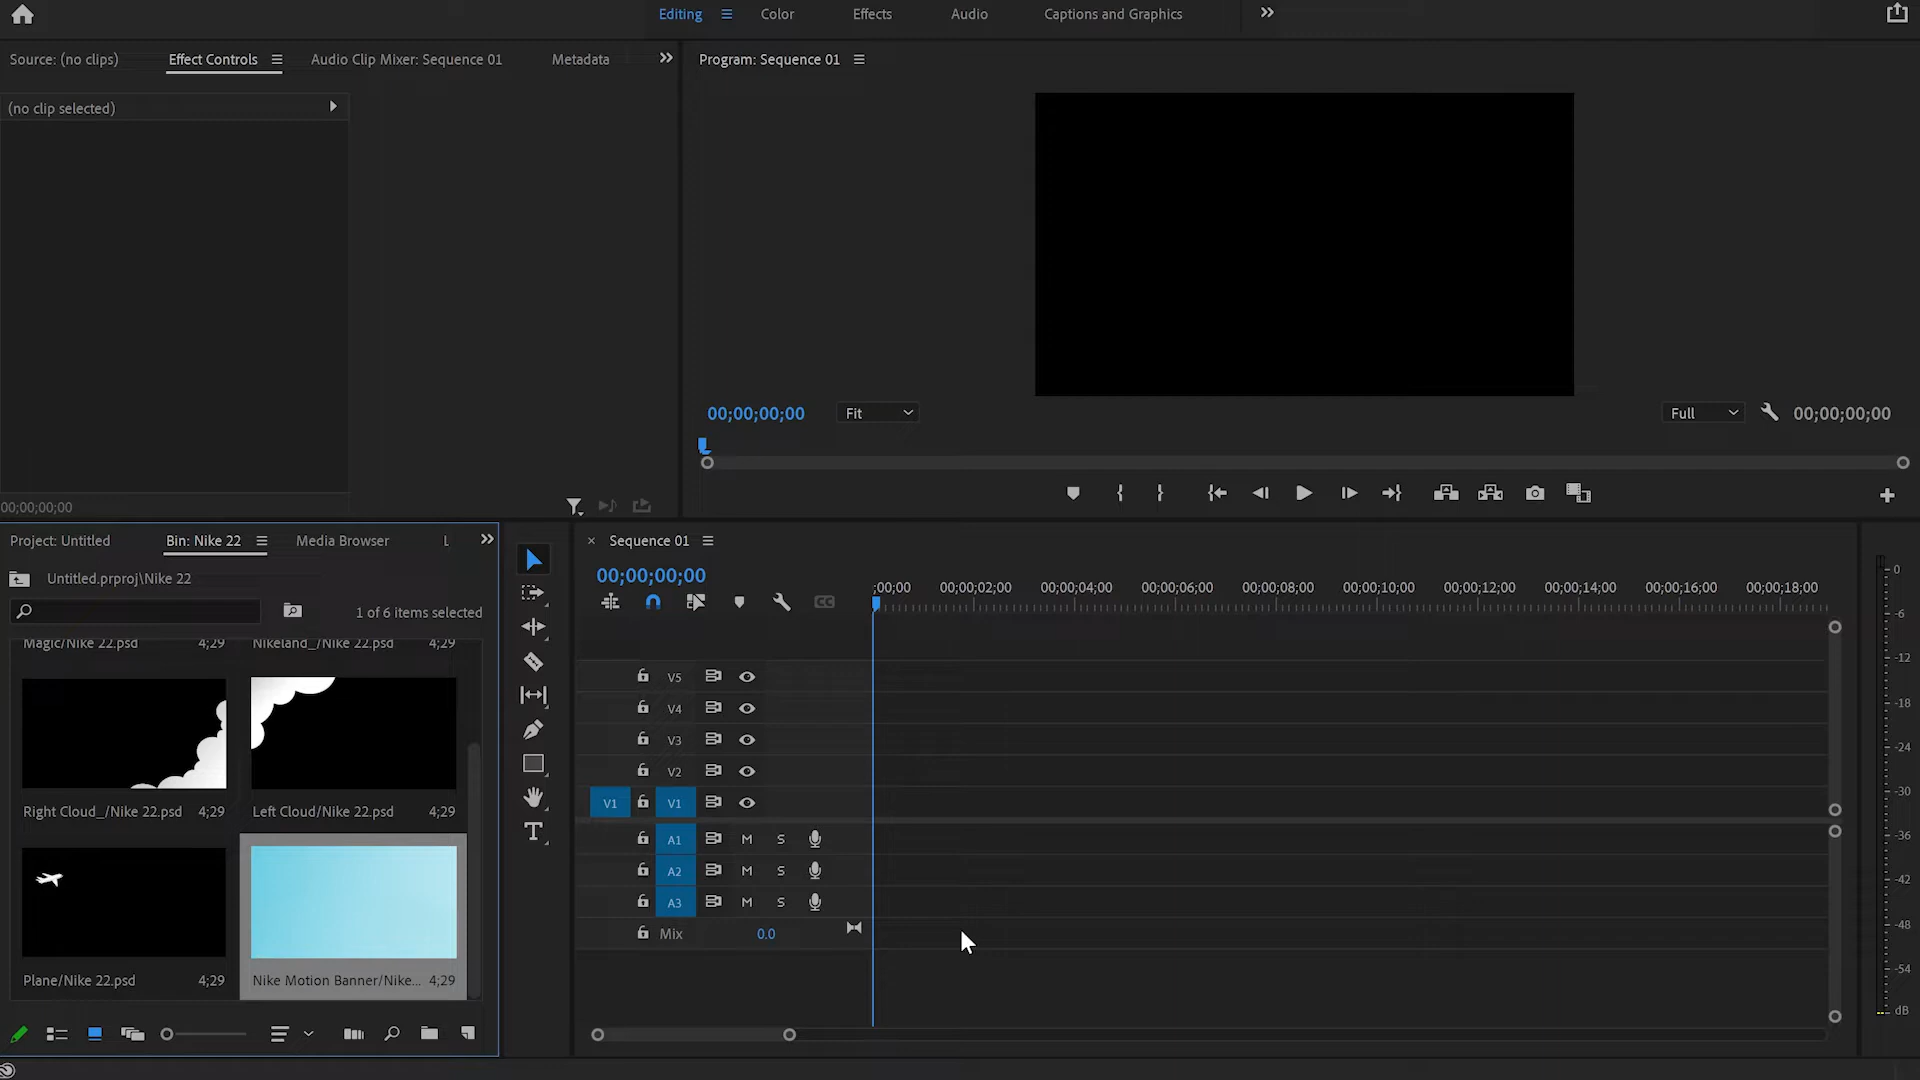 Editing Color Effects Audio Captions and Graphics
Source: (no clips) Effect Controls Audio Clip Mixer: Sequence 01 Metadata
Program: Sequence 01
(no clip selected)
00;00;00;00 Fit Full 00;00;00;00
00;00;00;00
Project: Untitled Bin: Nike 22 Media Browser L
Untitled.prproj\Nike 22
1 of 6 items selected
Magic/Nike 22.psd 4;29 Nikeland_/Nike 22.psd 4;29
Right Cloud_/Nike 22.psd 4;29 Left Cloud/Nike 22.psd 4;29
Plane/Nike 22.psd 4;29 Nike Motion Banner/Nike... 4;29
Sequence 01
00;00;00;00
;00;00 00;00;02;00 00;00;04;00 00;00;06;00 00;00;08;00 00;00;10;00 00;00;12;00 00;00;14;00 00;00;16;00 00;00;18;00
V5
V4
V3
V2
V1 V1
A1 M S
A2 M S
A3 M S
Mix 0.0
0
-6
-12
-18
-24
-30
-36
-42
-48
-54
dB